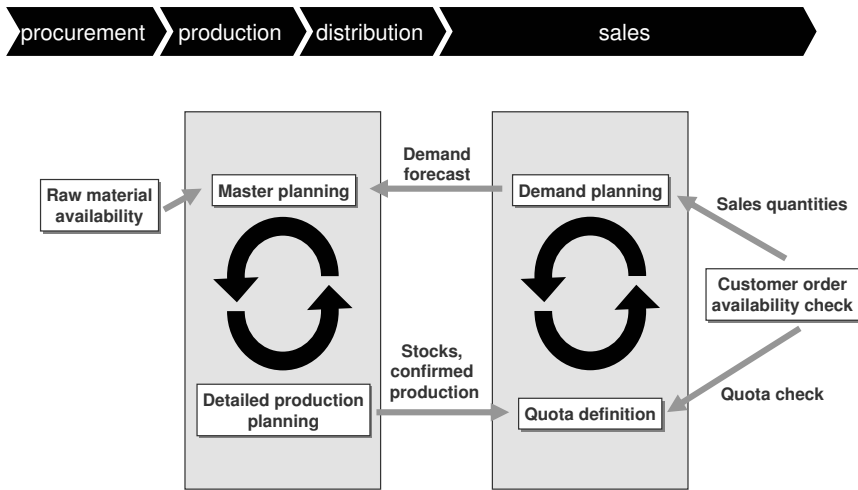 procurement
production
distribution
sales
Demand
forecast
Raw material
availability
Master planning
Demand planning
Sales quantities
Customer order
availability check
Stocks,
confirmed
production
Detailed production
planning
Quota definition
Quota check